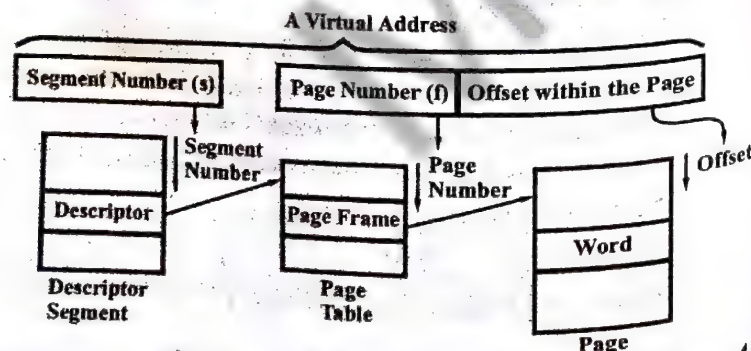 A Virtual Address
Segment Number (s)
Page Number (f)
Offset within the Page
Segment
Number
Page
Number
Offset
Descriptor
Page Frame
Word
Descriptor
Segment
Page
Table
Page